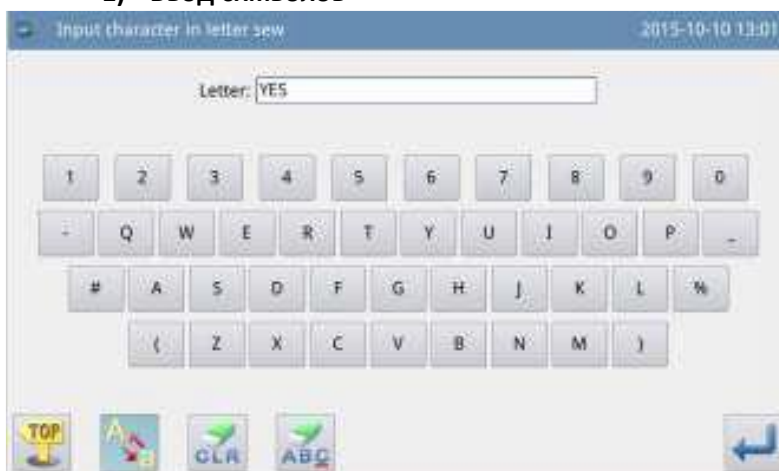 2) Ввод символов
Input character in letter sew 2015-10-10 13:01
Letter: YES
1 2 3 4 5 6 7 8 9 0
- Q W E R T Y U I O P _
# A S D F G H J K L %
( Z X C V B N M )
TOP A CLR ABC